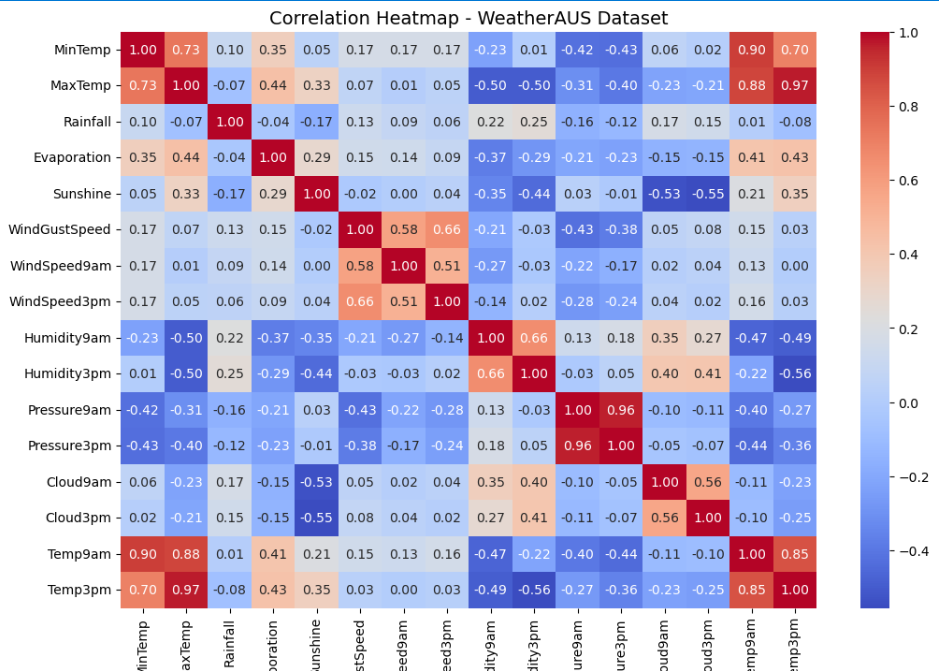 Correlation Heatmap - WeatherAUS Dataset
MinTemp 1.00 0.73 0.10 0.35 0.05 0.17 0.17 0.17 -0.23 0.01 -0.42 -0.43 0.06 0.02 0.90 0.70
MaxTemp 0.73 1.00 -0.07 0.44 0.33 0.07 0.01 0.05 -0.50 -0.50 -0.31 -0.40 -0.23 -0.21 0.88 0.97
Rainfall 0.10 -0.07 1.00 -0.04 -0.17 0.13 0.09 0.06 0.22 0.25 -0.16 -0.12 0.17 0.15 0.01 -0.08
Evaporation 0.35 0.44 -0.04 1.00 0.29 0.15 0.14 0.09 -0.37 -0.29 -0.21 -0.23 -0.15 -0.15 0.41 0.43
Sunshine 0.05 0.33 -0.17 0.29 1.00 -0.02 0.00 0.04 -0.35 -0.44 0.03 -0.01 -0.53 -0.55 0.21 0.35
WindGustSpeed 0.17 0.07 0.13 0.15 -0.02 1.00 0.58 0.66 -0.21 -0.03 -0.43 -0.38 0.05 0.08 0.15 0.03
WindSpeed9am 0.17 0.01 0.09 0.14 0.00 0.58 1.00 0.51 -0.27 -0.03 -0.22 -0.17 0.02 0.04 0.13 0.00
WindSpeed3pm 0.17 0.05 0.06 0.09 0.04 0.66 0.51 1.00 -0.14 0.02 -0.28 -0.24 0.04 0.02 0.16 0.03
Humidity9am -0.23 -0.50 0.22 -0.37 -0.35 -0.21 -0.27 -0.14 1.00 0.66 0.13 0.18 0.35 0.27 -0.47 -0.49
Humidity3pm 0.01 -0.50 0.25 -0.29 -0.44 -0.03 -0.03 0.02 0.66 1.00 -0.03 0.05 0.40 0.41 -0.22 -0.56
Pressure9am -0.42 -0.31 -0.16 -0.21 0.03 -0.43 -0.22 -0.28 0.13 -0.03 1.00 0.96 -0.10 -0.11 -0.40 -0.27
Pressure3pm -0.43 -0.40 -0.12 -0.23 -0.01 -0.38 -0.17 -0.24 0.18 0.05 0.96 1.00 -0.05 -0.07 -0.44 -0.36
Cloud9am 0.06 -0.23 0.17 -0.15 -0.53 0.05 0.02 0.04 0.35 0.40 -0.10 -0.05 1.00 0.56 -0.11 -0.23
Cloud3pm 0.02 -0.21 0.15 -0.15 -0.55 0.08 0.04 0.02 0.27 0.41 -0.11 -0.07 0.56 1.00 -0.10 -0.25
Temp9am 0.90 0.88 0.01 0.41 0.21 0.15 0.13 0.16 -0.47 -0.22 -0.40 -0.44 -0.11 -0.10 1.00 0.85
Temp3pm 0.70 0.97 -0.08 0.43 0.35 0.03 0.00 0.03 -0.49 -0.56 -0.27 -0.36 -0.23 -0.25 0.85 1.00
Rainfall
1.0
0.8
0.6
0.4
0.2
0.0
−0.2
−0.4